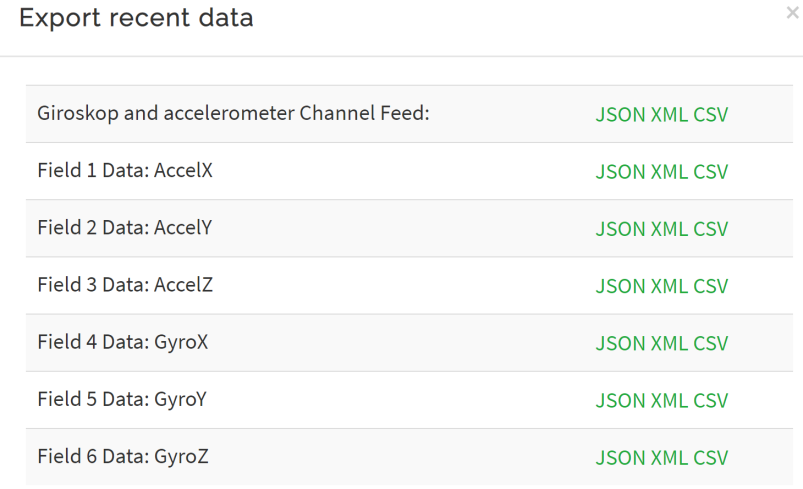 Export recent data
×
Giroskop and accelerometer Channel Feed: JSON XML CSV
Field 1 Data: AccelX JSON XML CSV
Field 2 Data: AccelY JSON XML CSV
Field 3 Data: AccelZ JSON XML CSV
Field 4 Data: GyroX JSON XML CSV
Field 5 Data: GyroY JSON XML CSV
Field 6 Data: GyroZ JSON XML CSV